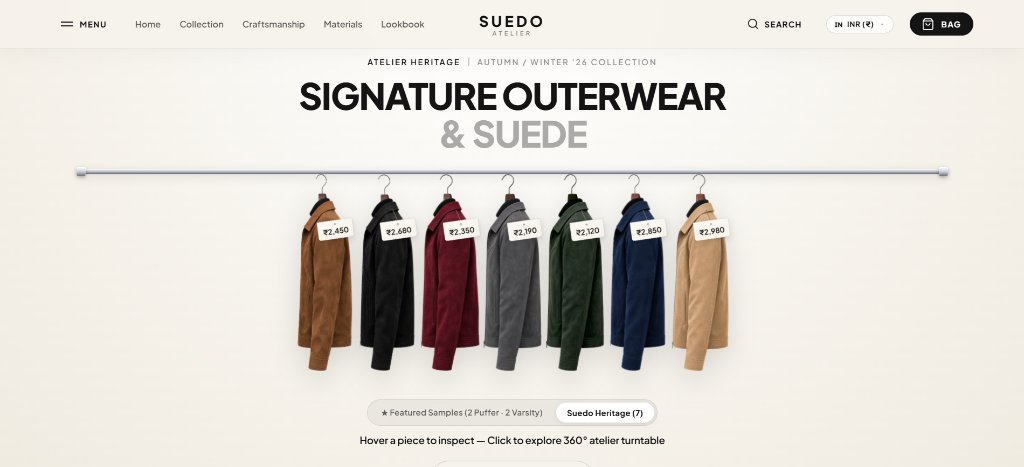 MENU
Home Collection Craftsmanship Materials Lookbook
SUEDO
ATELIER
SEARCH
IN INR (₹)
BAG
ATELIER HERITAGE | AUTUMN / WINTER '26 COLLECTION
SIGNATURE OUTERWEAR
& SUEDE
₹2,450 ₹2,680 ₹2,350 ₹2,190 ₹2,120 ₹2,850 ₹2,980
★ Featured Samples (2 Puffer · 2 Varsity) Suedo Heritage (7)
Hover a piece to inspect — Click to explore 360° atelier turntable